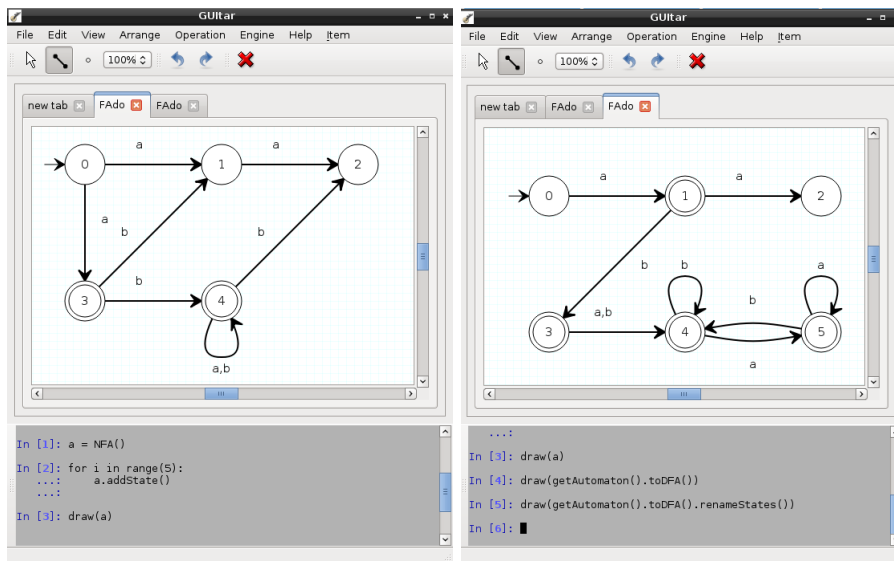 GUItar
File Edit View Arrange Operation Engine Help Item
100%
new tab FAdo FAdo
a a
0 1 2
a
b b
b
3 4
a,b
In [1]: a = NFA()
In [2]: for i in range(5):
...: a.addState()
...:
In [3]: draw(a)
GUItar
File Edit View Arrange Operation Engine Help Item
100%
new tab FAdo FAdo
a a
0 1 2
b b a
a,b b
3 4 5
a
...:
In [3]: draw(a)
In [4]: draw(getAutomaton().toDFA())
In [5]: draw(getAutomaton().toDFA().renameStates())
In [6]: